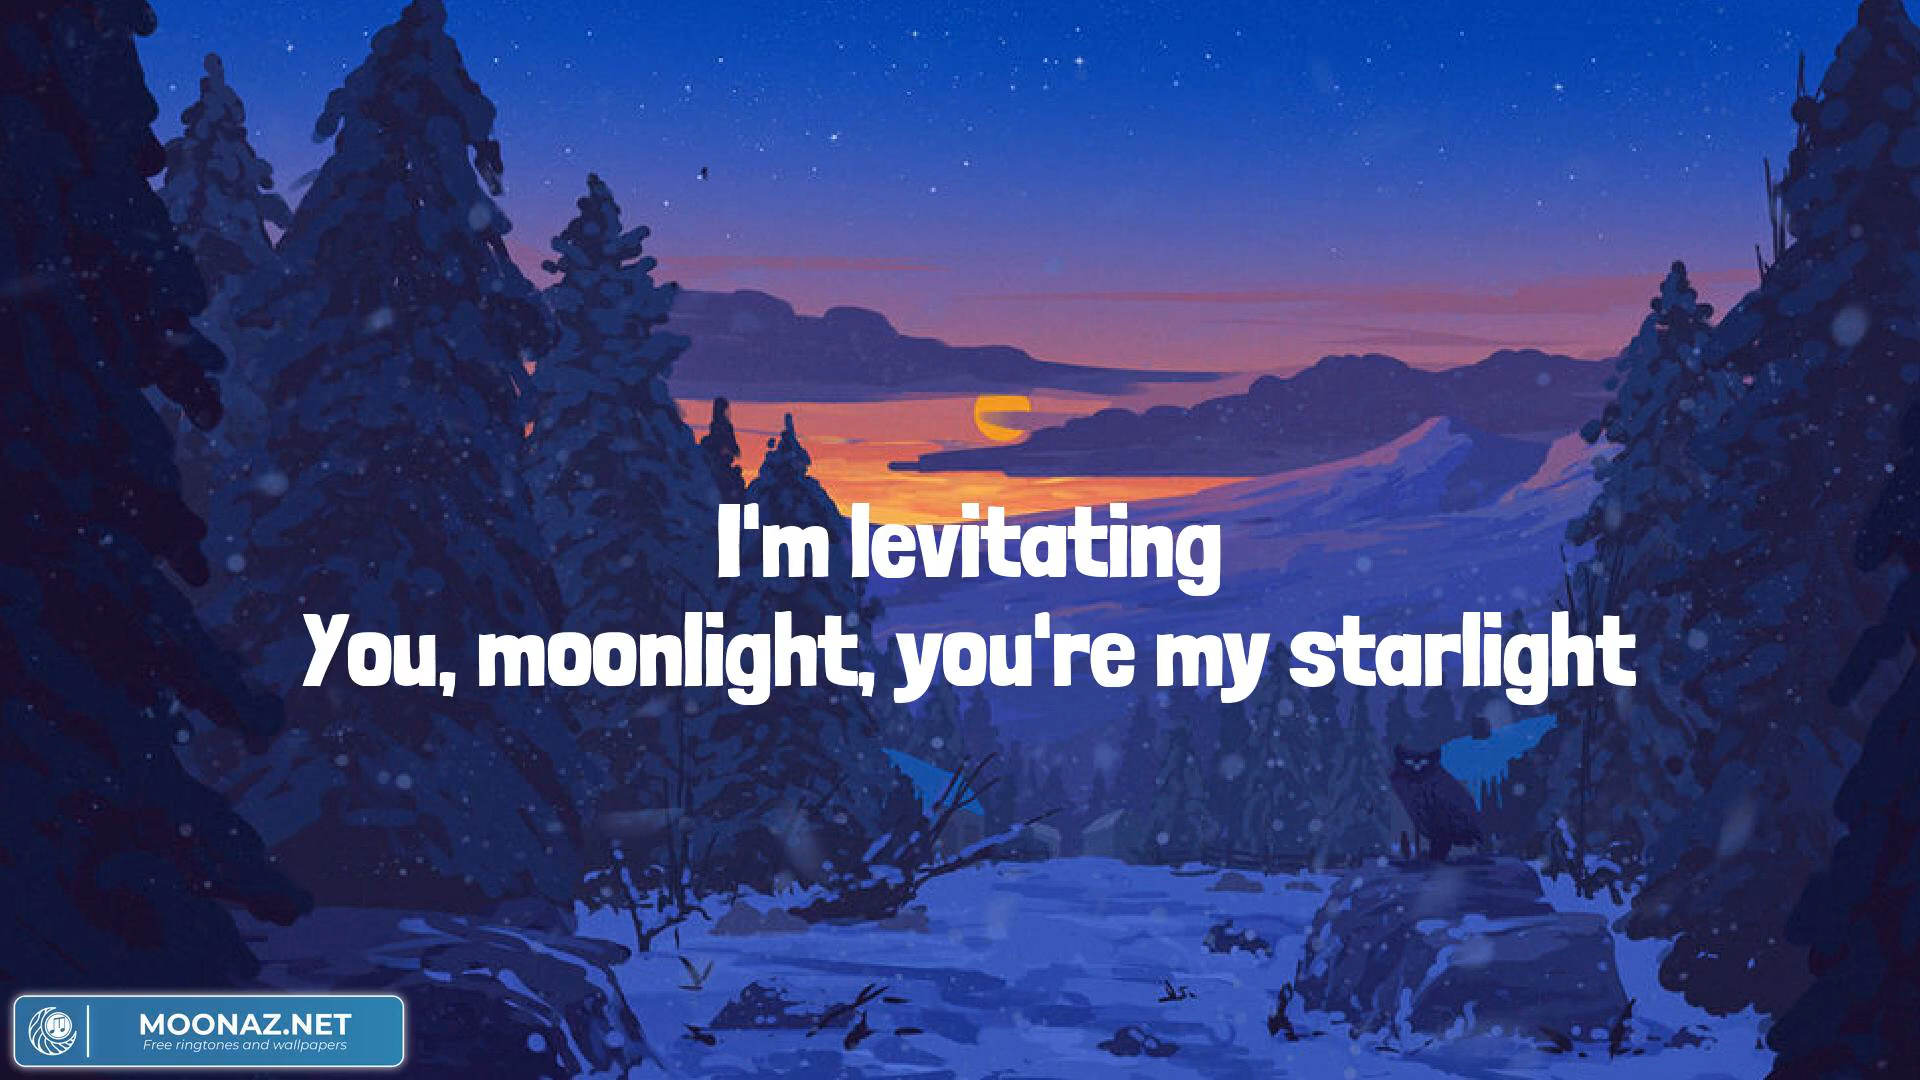 I'm levitating
You, moonlight, you're my starlight
MOONAZ.NET
Free ringtones and wallpapers